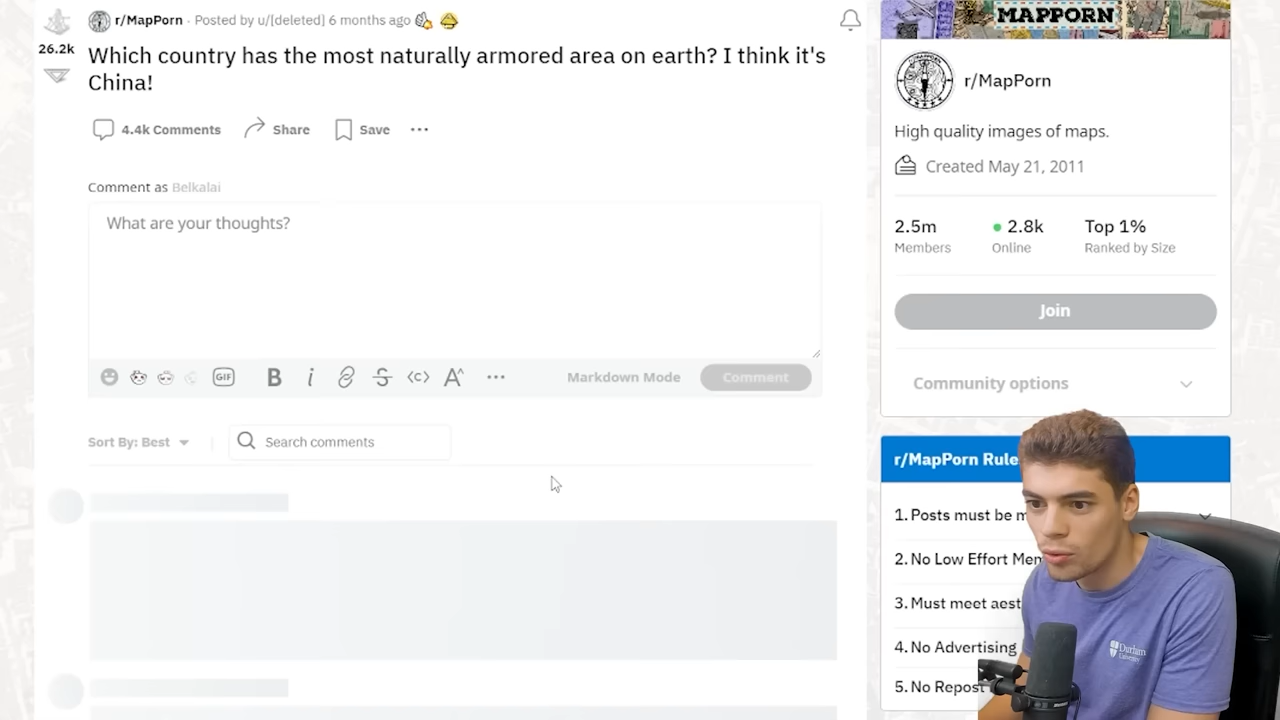 r/MapPorn · Posted by u/[deleted] 6 months ago
26.2k
Which country has the most naturally armored area on earth? I think it's
China!
4.4k Comments Share Save ...
Comment as Belkalai
What are your thoughts?
GIF B i <c> A^ ... Markdown Mode Comment
Sort By: Best Search comments
MAPPORN
r/MapPorn
High quality images of maps.
Created May 21, 2011
2.5m 2.8k Top 1%
Members Online Ranked by Size
Join
Community options
r/MapPorn Rule
1. Posts must be
2. No Low Effort
3. Must meet
4. No Advertising
5. No Repost
Durham
University